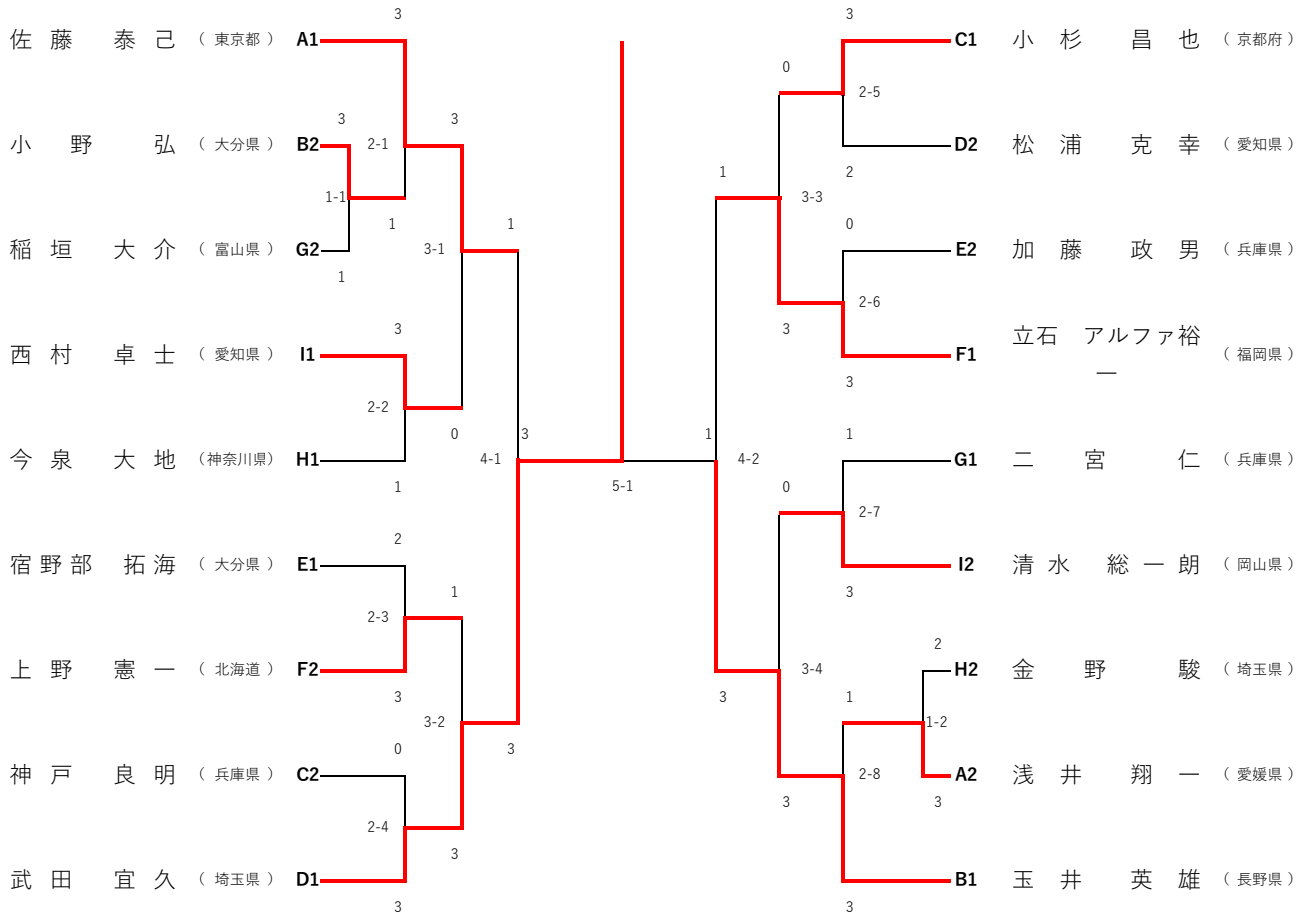 3
佐藤 泰己 （ 東京都 ） A1
3
小野 弘 （ 大分県 ） B2
2-1
3
1-1
1
稲垣 大介 （ 富山県 ） G2
3-1
1
1
3
西村 卓士 （ 愛知県 ） I1
2-2
0
3
今泉 大地 （神奈川県） H1
4-1
1
2
宿野部 拓海 （ 大分県 ） E1
2-3
1
上野 憲一 （ 北海道 ） F2
3
3-2
0
3
神戸 良明 （ 兵庫県 ） C2
2-4
3
武田 宜久 （ 埼玉県 ） D1
3
5-1
3
C1 小杉 昌也 （ 京都府 ）
0
2-5
D2 松浦 克幸 （ 愛知県 ）
1
2
3-3
0
E2 加藤 政男 （ 兵庫県 ）
2-6
3
立石 アルファ裕
F1 （ 福岡県 ）
一
3
1
1
4-2
G1 二宮 仁 （ 兵庫県 ）
0
2-7
I2 清水 総一朗 （ 岡山県 ）
3
2
H2 金野 駿 （ 埼玉県 ）
3-4
3
1
1-2
2-8
A2 浅井 翔一 （ 愛媛県 ）
3
3
B1 玉井 英雄 （ 長野県 ）
3